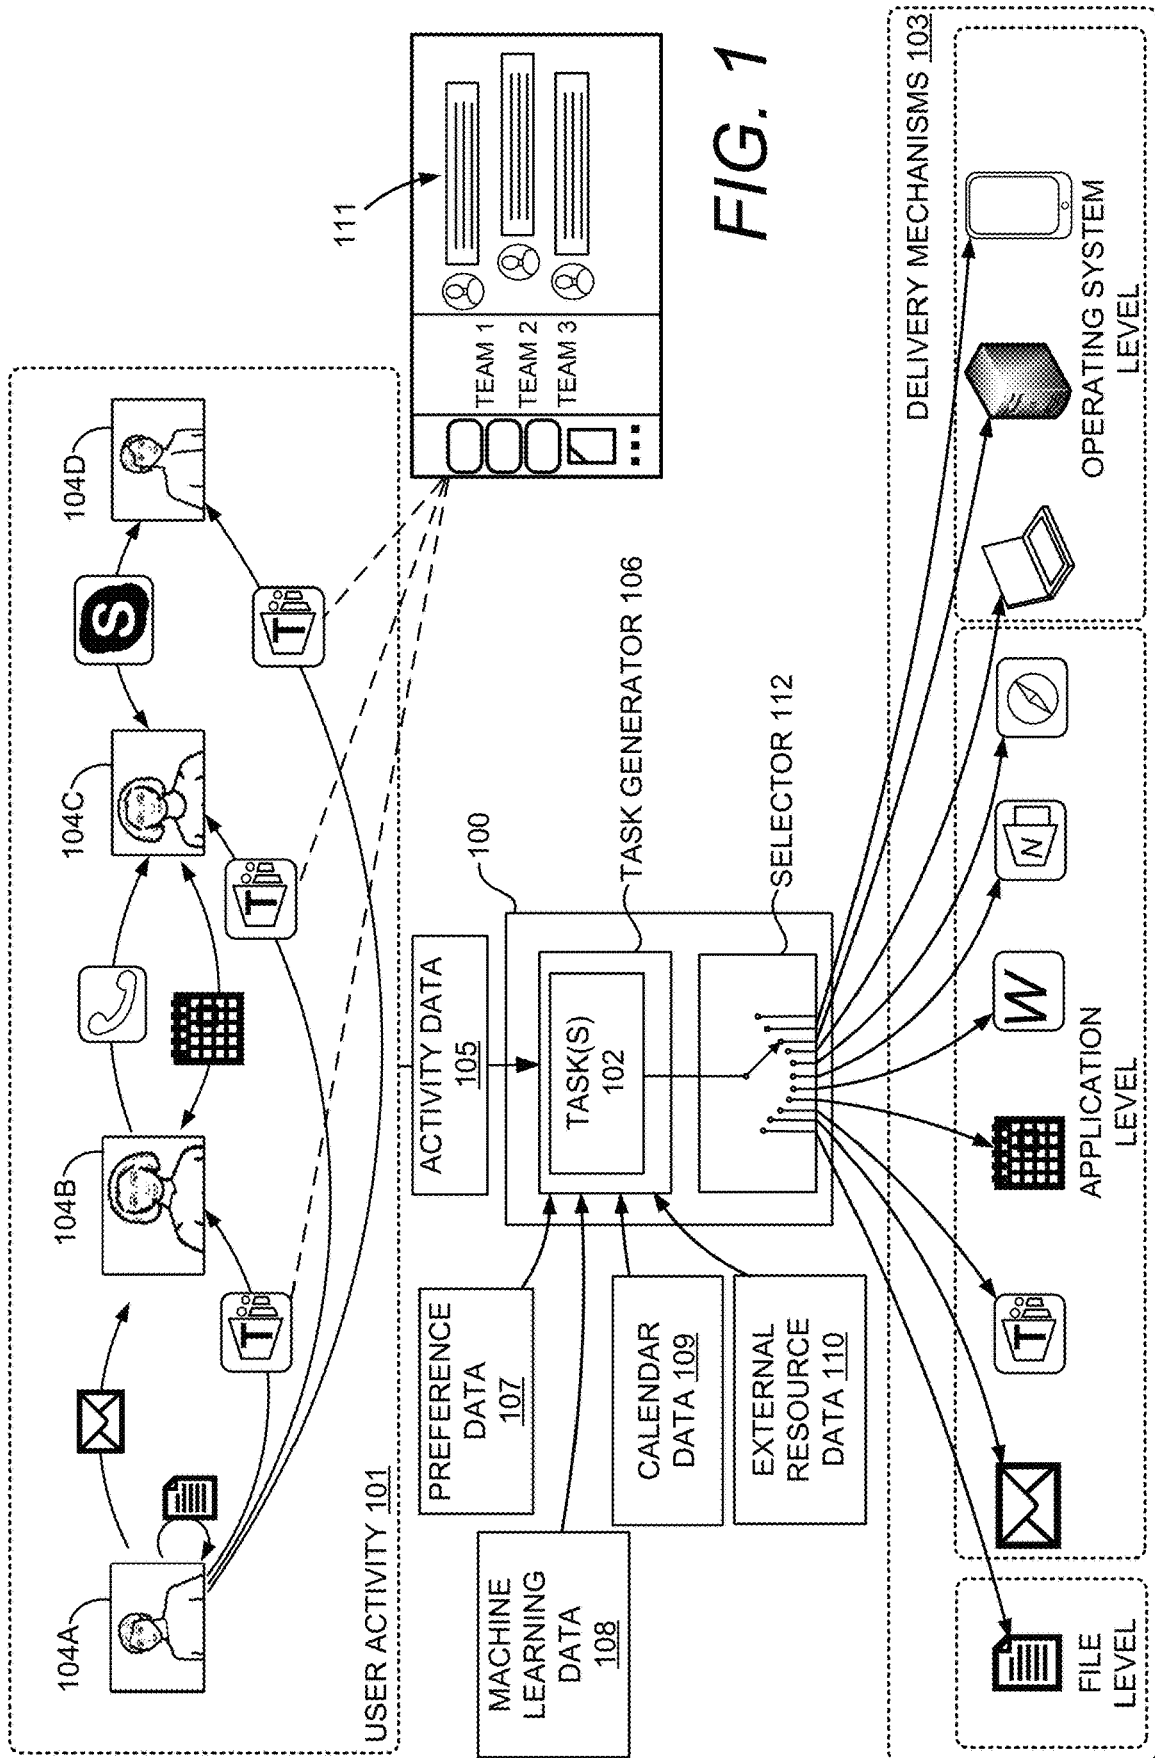 104A
104B
104C
104D
S
T
T
T
USER ACTIVITY 101
ACTIVITY DATA
105
111
TEAM 1
TEAM 2
TEAM 3
PREFERENCE
DATA
107
MACHINE
LEARNING
DATA
108
CALENDAR
DATA 109
EXTERNAL
RESOURCE
DATA 110
100
TASK(S)
102
TASK GENERATOR 106
SELECTOR 112
FIG. 1
DELIVERY MECHANISMS 103
T
W
N
FILE
LEVEL
APPLICATION
LEVEL
OPERATING SYSTEM
LEVEL